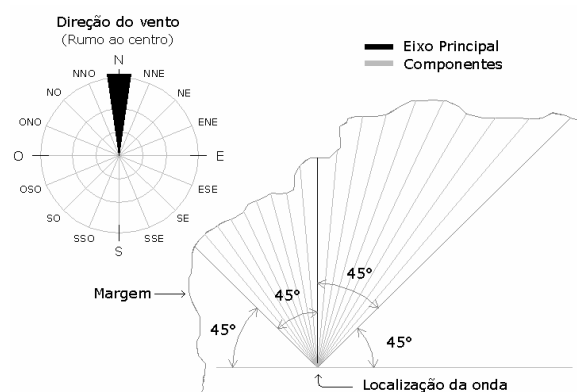 Direção do vento
(Rumo ao centro)
N
NNO
NNE
NO
NE
ONO
ENE
O
E
OSO
ESE
SO
SE
SSO
SSE
S
Eixo Principal
Componentes
Margem
45°
45°
45°
45°
Localização da onda